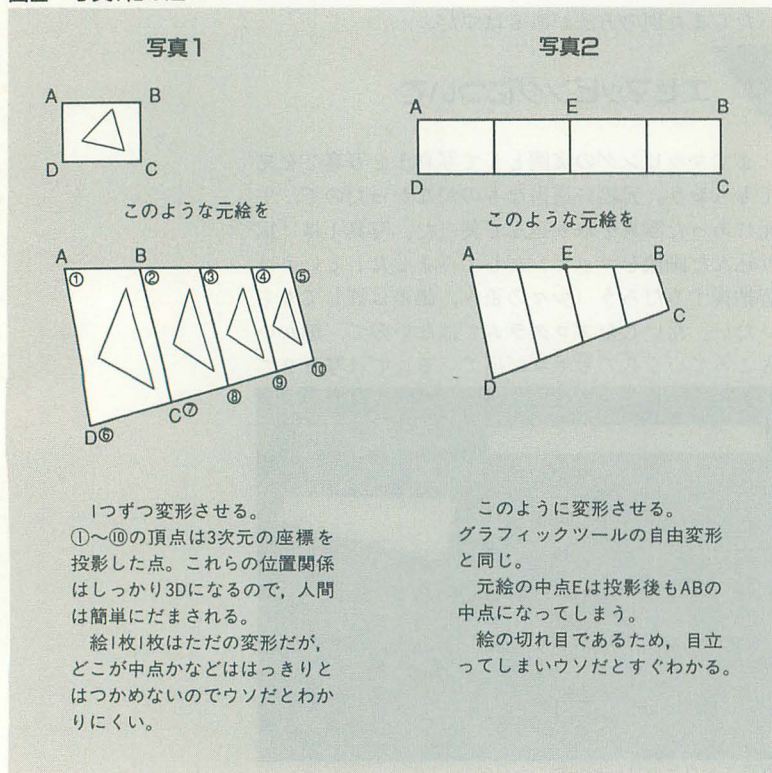 写真1
A B
D C
このような元絵を
A B
① ② ③ ④ ⑤
D⑥ C⑦ ⑧ ⑨ ⑩
1つずつ変形させる。
①〜⑩の頂点は3次元の座標を
投影した点。これらの位置関係
はしっかり3Dになるので，人間
は簡単にだまされる。
絵1枚1枚はただの変形だが，
どこが中点かなどははっきりと
はつかめないのでウソだとわか
りにくい。
写真2
A E B
D C
このような元絵を
A E B
C
D
このように変形させる。
グラフィックツールの自由変形
と同じ。
元絵の中点Eは投影後もABの
中点になってしまう。
絵の切れ目であるため，目立
ってしまいウソだとすぐわかる。